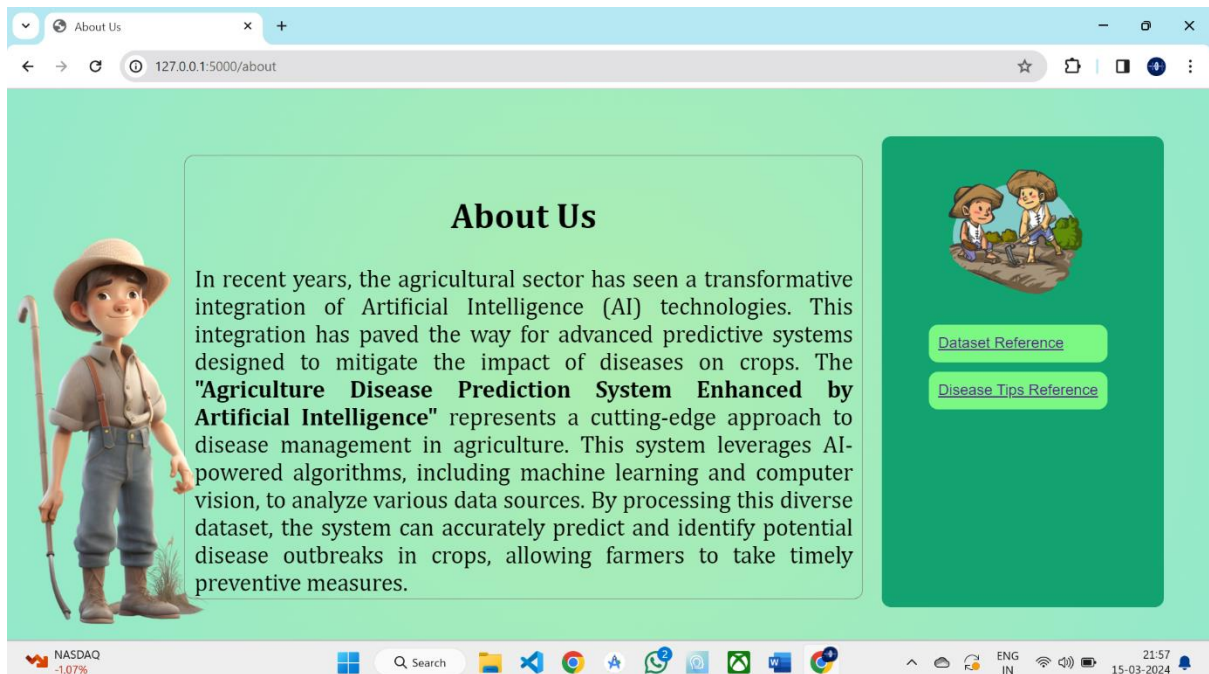 About Us
127.0.0.1:5000/about
About Us
In recent years, the agricultural sector has seen a transformative
integration of Artificial Intelligence (AI) technologies. This
integration has paved the way for advanced predictive systems
designed to mitigate the impact of diseases on crops. The
"Agriculture Disease Prediction System Enhanced by
Artificial Intelligence" represents a cutting-edge approach to
disease management in agriculture. This system leverages AI-
powered algorithms, including machine learning and computer
vision, to analyze various data sources. By processing this diverse
dataset, the system can accurately predict and identify potential
disease outbreaks in crops, allowing farmers to take timely
preventive measures.
Dataset Reference
Disease Tips Reference
NASDAQ
-1.07%
Search
2
ENG
IN
21:57
15-03-2024